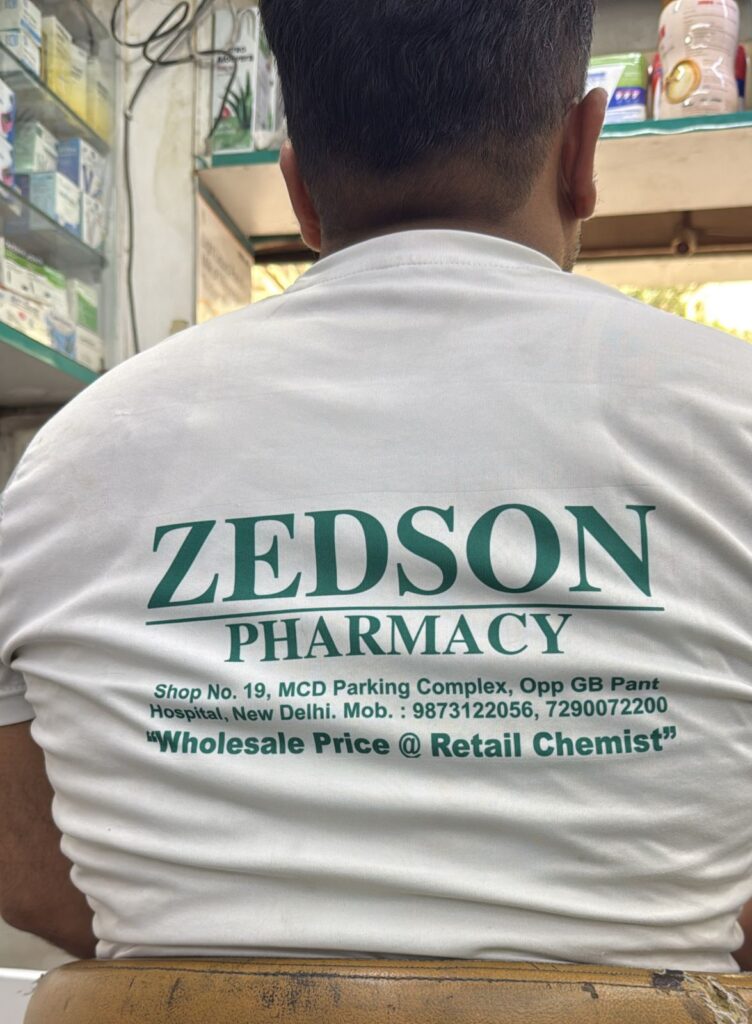 ZEDSON
PHARMACY
Shop No. 19, MCD Parking Complex, Opp GB Pant
Hospital, New Delhi. Mob. : 9873122056, 7290072200
"Wholesale Price @ Retail Chemist"